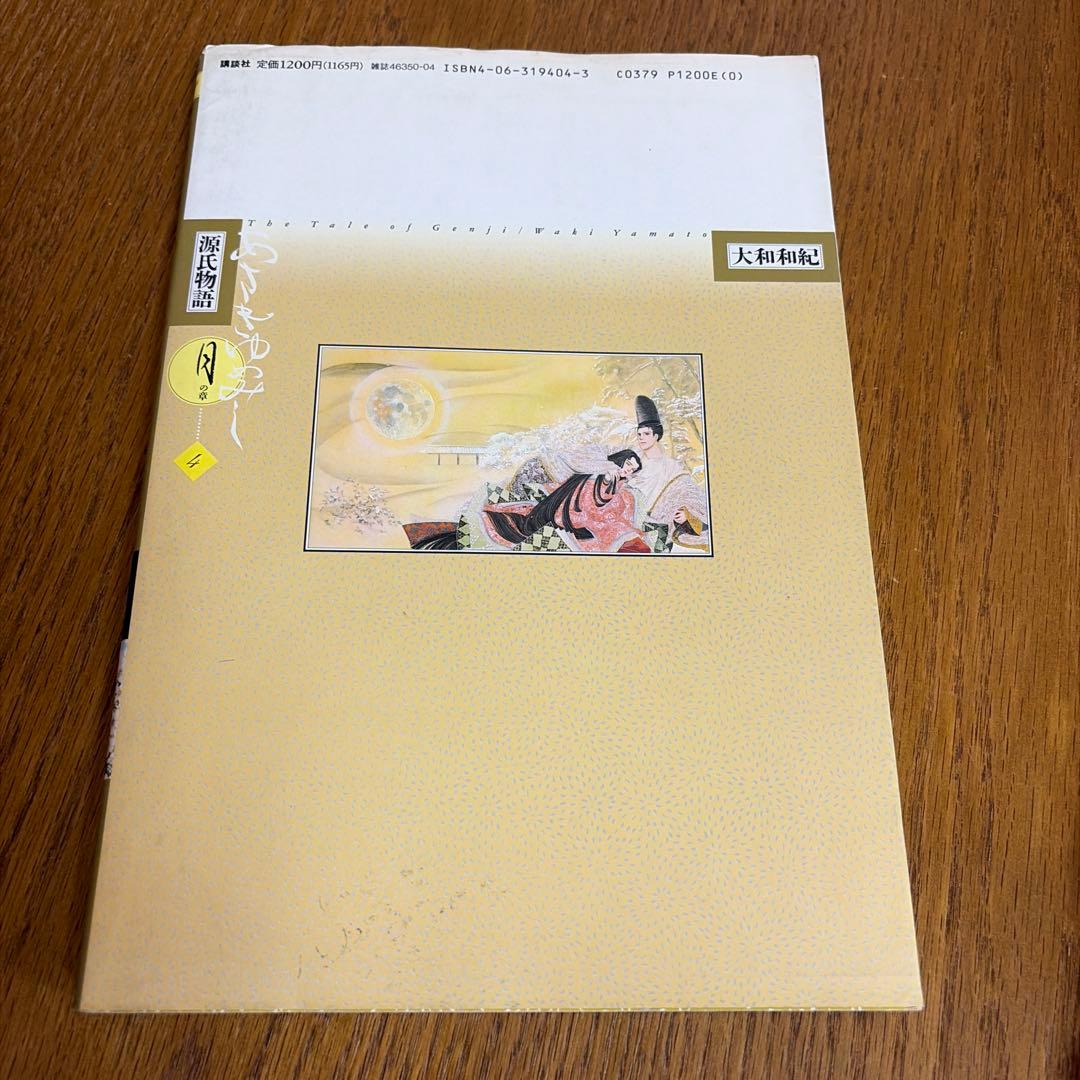 講談社 定価1200円(1165円) 雑誌46350-04 ISBN4-06-319404-3 C0379 P1200E(0)
The Tale of Genji/Waki Yamato
源氏物語
あさきゆめみし
大和和紀
月の章
4